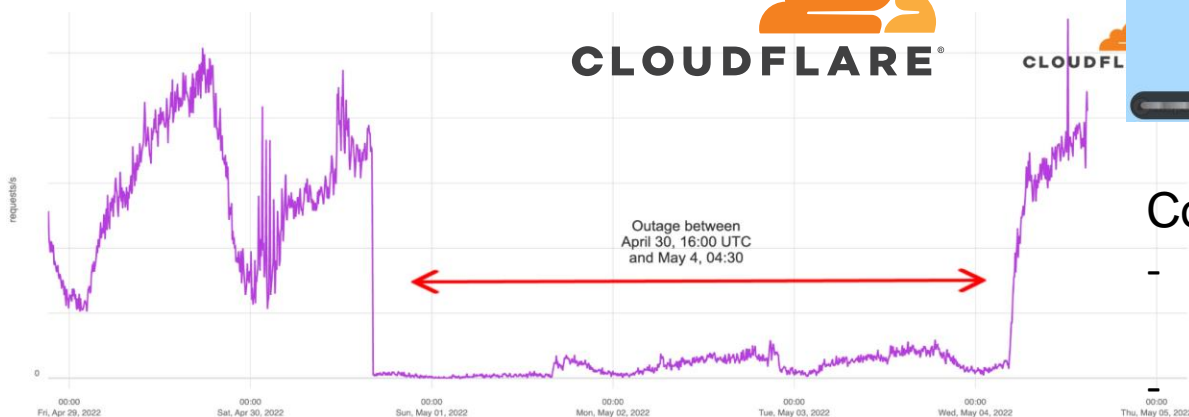 CLOUDFLARE®
CLOUDFL
requests/s
Outage between
April 30, 16:00 UTC
and May 4, 04:30
Co
-
-
0
00:00 00:00 00:00 00:00 00:00 00:00 00:00
Fri, Apr 29, 2022 Sat, Apr 30, 2022 Sun, May 01, 2022 Mon, May 02, 2022 Tue, May 03, 2022 Wed, May 04, 2022 Thu, May 05, 2022